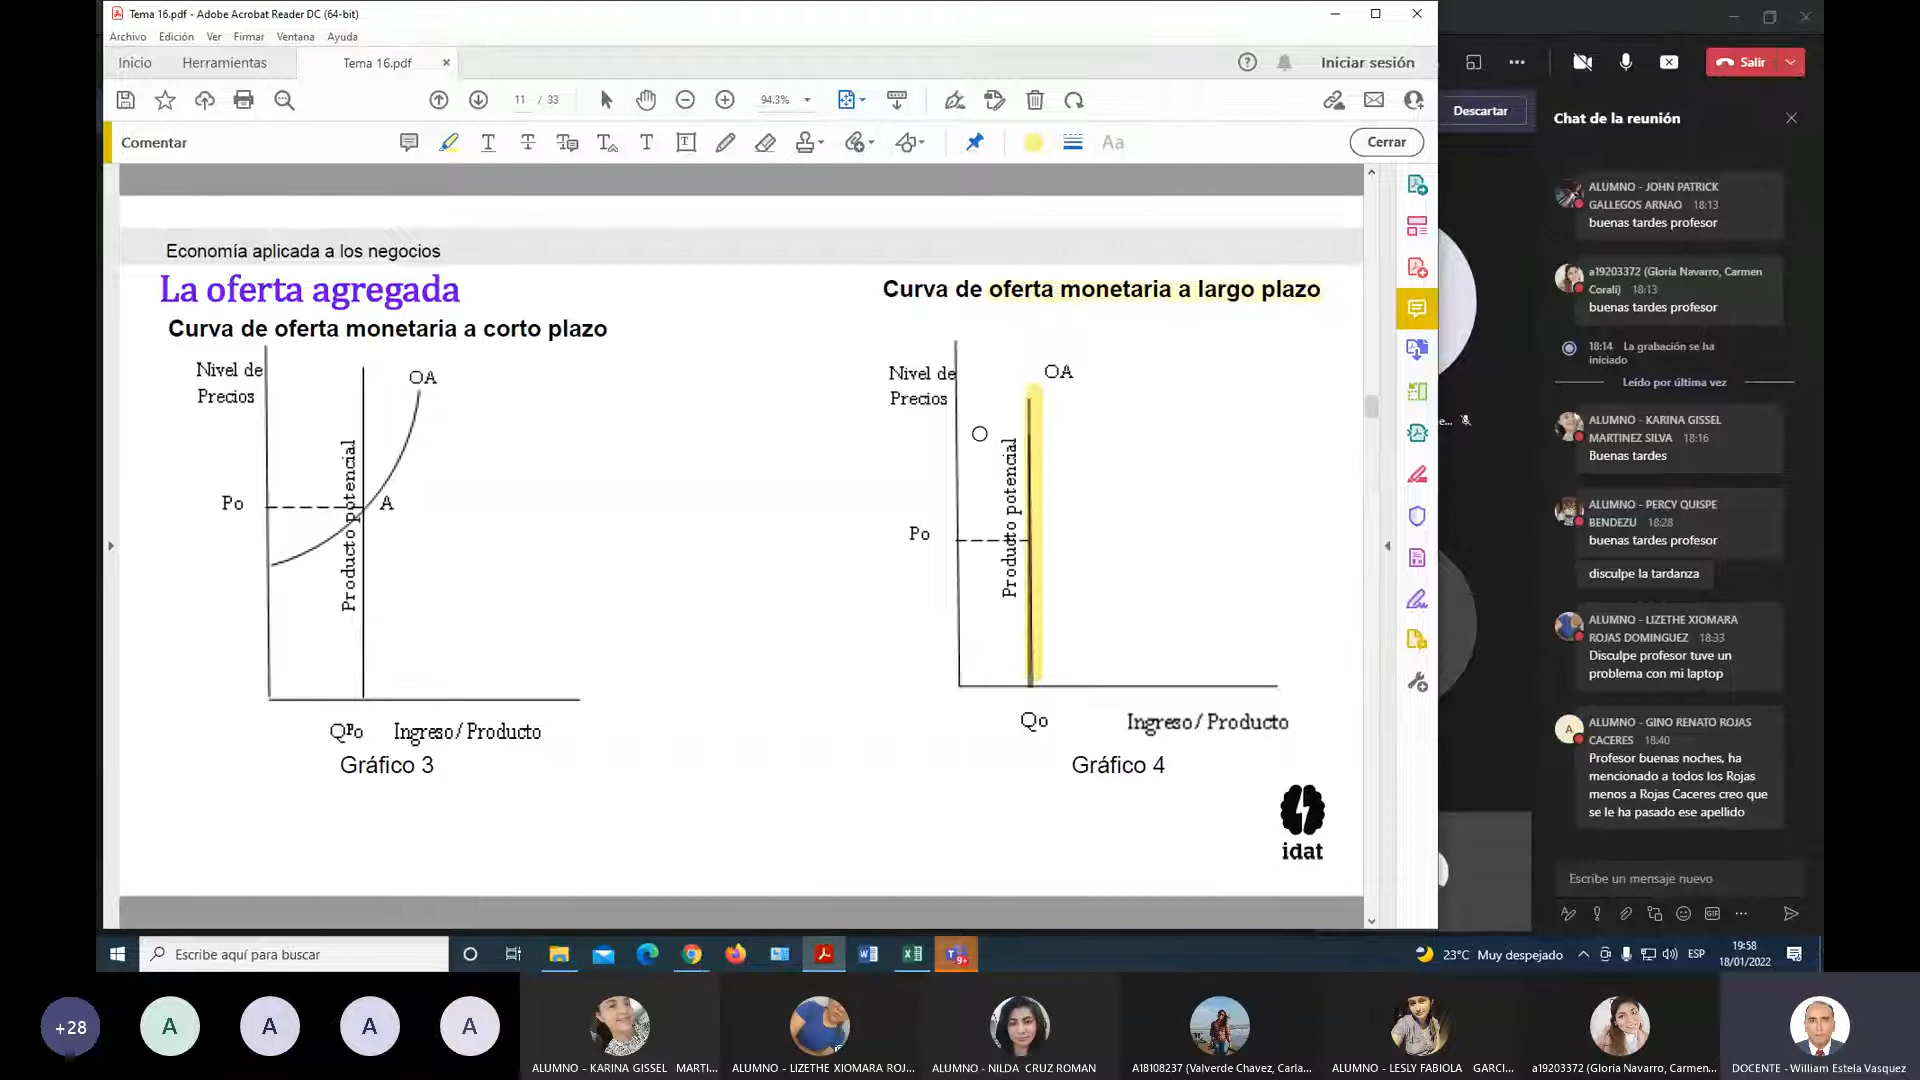 Tema 16.pdf - Adobe Acrobat Reader DC (64-bit)
Archivo Edición Ver Firmar Ventana Ayuda
Inicio Herramientas Tema 16.pdf Iniciar sesión
11 / 33 94.3%
Comentar Cerrar
Economía aplicada a los negocios
La oferta agregada
Curva de oferta monetaria a corto plazo
Nivel de
Precios
OA
Producto potencial
Po
A
QPo Ingreso / Producto
Gráfico 3
Curva de oferta monetaria a largo plazo
Nivel de
Precios
OA
Producto potencial
Po
Qo Ingreso / Producto
Gráfico 4
idat
Salir
Descartar
Chat de la reunión
ALUMNO - JOHN PATRICK
GALLEGOS ARNAO 18:13
buenas tardes profesor
a19203372 (Gloria Navarro, Carmen
Corali) 18:13
buenas tardes profesor
18:14 La grabación se ha
iniciado
Leído por última vez
ALUMNO - KARINA GISSEL
MARTINEZ SILVA 18:16
Buenas tardes
ALUMNO - PERCY QUISPE
BENDEZU 18:28
buenas tardes profesor
disculpe la tardanza
ALUMNO - LIZETHE XIOMARA
ROJAS DOMINGUEZ 18:33
Disculpe profesor tuve un
problema con mi laptop
A
ALUMNO - GINO RENATO ROJAS
CACERES 18:40
Profesor buenas noches, ha
mencionado a todos los Rojas
menos a Rojas Caceres creo que
se le ha pasado ese apellido
Escribe un mensaje nuevo
GIF
e...
Escribe aquí para buscar
9+
23°C Muy despejado
ESP
19:58
18/01/2022
+28
A
A
A
A
ALUMNO - KARINA GISSEL MARTI...
ALUMNO - LIZETHE XIOMARA ROJ...
ALUMNO - NILDA CRUZ ROMAN
A18108237 (Valverde Chavez, Carla...
ALUMNO - LESLY FABIOLA GARCI...
a19203372 (Gloria Navarro, Carmen...
DOCENTE - William Estela Vasquez